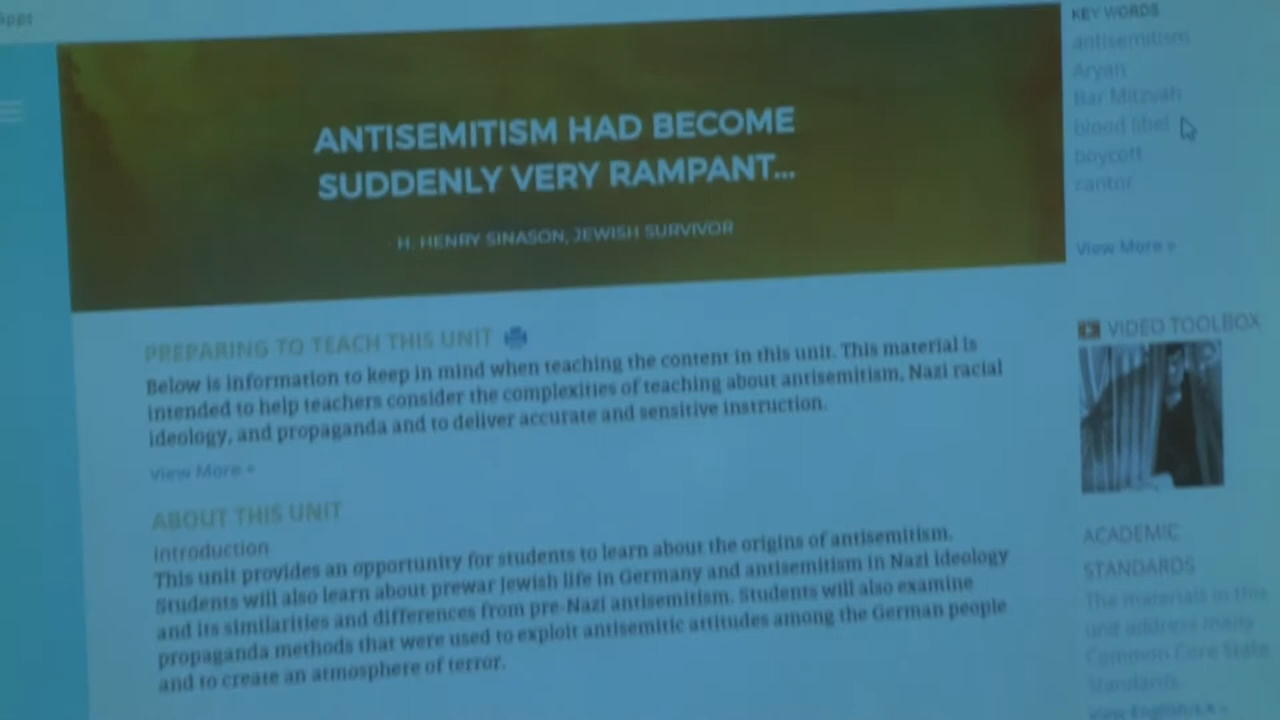 ANTISEMITISM HAD BECOME
SUDDENLY VERY RAMPANT...
H. HENRY SINASON, JEWISH SURVIVOR
PREPARING TO TEACH THIS UNIT
Below is information to keep in mind when teaching the content in this unit. This material is
intended to help teachers consider the complexities of teaching about antisemitism, Nazi racial
ideology, and propaganda and to deliver accurate and sensitive instruction.
View More »
ABOUT THIS UNIT
Introduction
This unit provides an opportunity for students to learn about the origins of antisemitism.
Students will also learn about prewar Jewish life in Germany and antisemitism in Nazi ideology
and its similarities and differences from pre-Nazi antisemitism. Students will also examine
propaganda methods that were used to exploit antisemitic attitudes among the German people
and to create an atmosphere of terror.
KEY WORDS
antisemitism
Aryan
Bar Mitzvah
blood libel
boycott
cantor
View More »
VIDEO TOOLBOX
ACADEMIC
STANDARDS
The materials in this
unit address many
Common Core State
Standards.
View